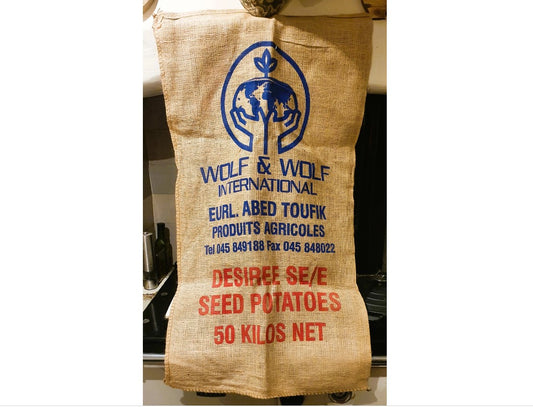 WOLF & WOLF
INTERNATIONAL
EURL. ABED TOUFIK
PRODUITS AGRICOLES
Tel 045 849188 Fax 045 848022
DESIREE SE/E
SEED POTATOES
50 KILOS NET